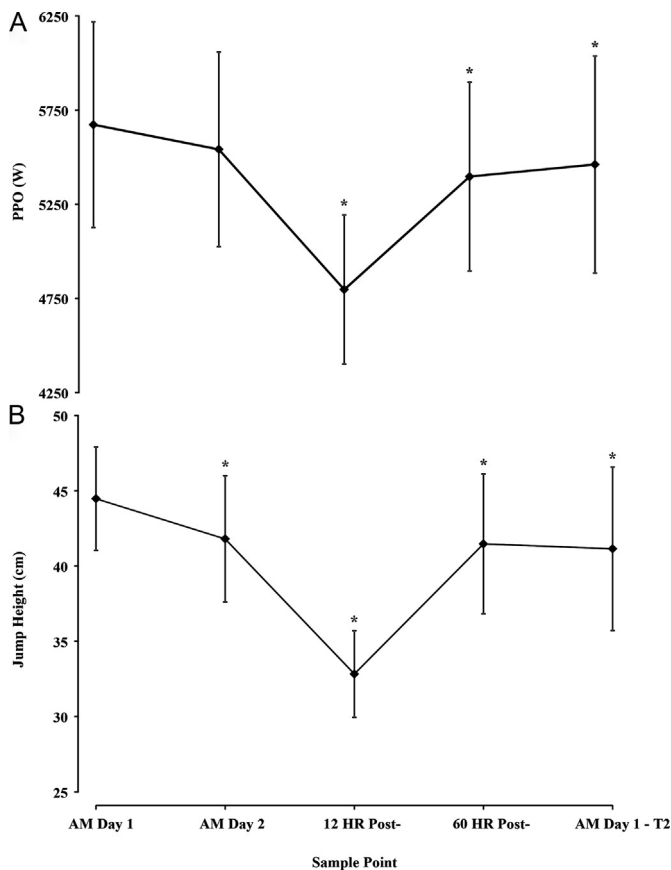 A
PPO (W)
6250
5750
5250
4750
4250
*
*
*
B
Jump Height (cm)
50
45
40
35
30
25
*
*
*
*
AM Day 1
AM Day 2
12 HR Post-
60 HR Post-
AM Day 1 - T2
Sample Point